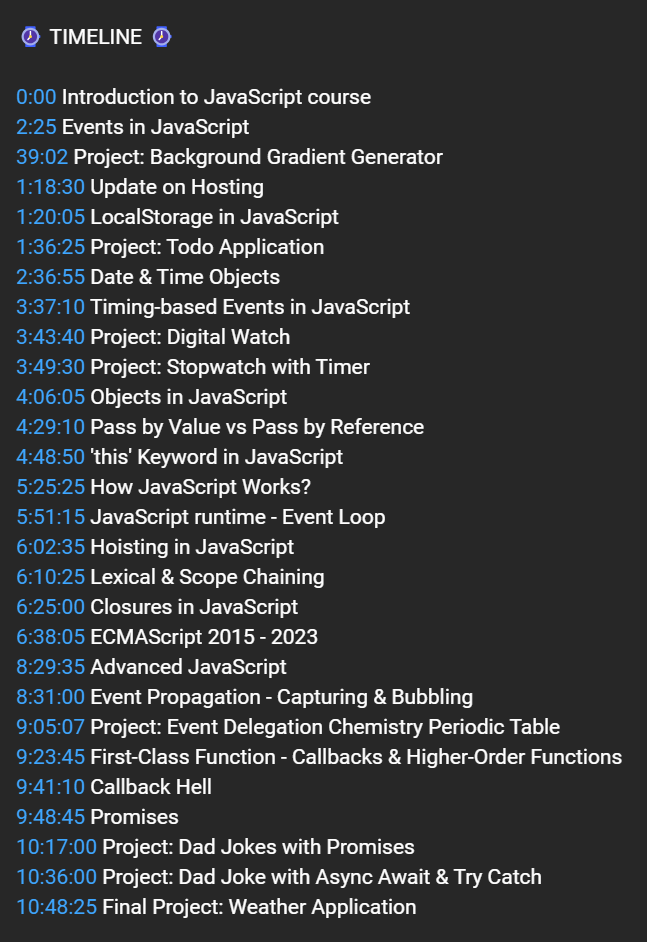 TIMELINE
0:00 Introduction to JavaScript course
2:25 Events in JavaScript
39:02 Project: Background Gradient Generator
1:18:30 Update on Hosting
1:20:05 LocalStorage in JavaScript
1:36:25 Project: Todo Application
2:36:55 Date & Time Objects
3:37:10 Timing-based Events in JavaScript
3:43:40 Project: Digital Watch
3:49:30 Project: Stopwatch with Timer
4:06:05 Objects in JavaScript
4:29:10 Pass by Value vs Pass by Reference
4:48:50 'this' Keyword in JavaScript
5:25:25 How JavaScript Works?
5:51:15 JavaScript runtime - Event Loop
6:02:35 Hoisting in JavaScript
6:10:25 Lexical & Scope Chaining
6:25:00 Closures in JavaScript
6:38:05 ECMAScript 2015 - 2023
8:29:35 Advanced JavaScript
8:31:00 Event Propagation - Capturing & Bubbling
9:05:07 Project: Event Delegation Chemistry Periodic Table
9:23:45 First-Class Function - Callbacks & Higher-Order Functions
9:41:10 Callback Hell
9:48:45 Promises
10:17:00 Project: Dad Jokes with Promises
10:36:00 Project: Dad Joke with Async Await & Try Catch
10:48:25 Final Project: Weather Application